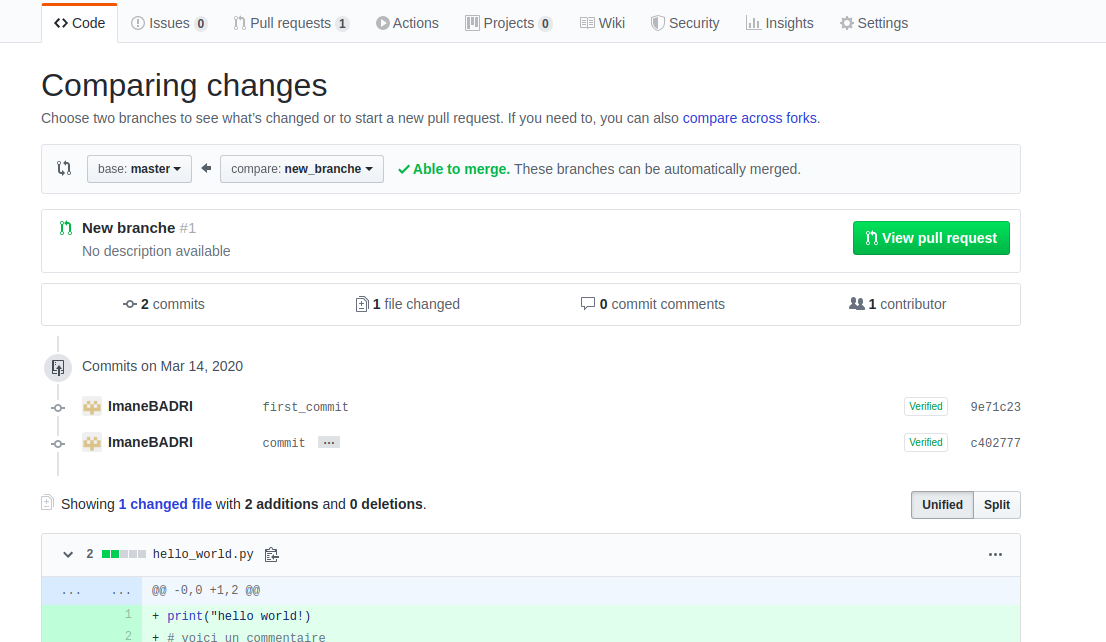 Code Issues 0 Pull requests 1 Actions Projects 0 Wiki Security Insights Settings
Comparing changes
Choose two branches to see what's changed or to start a new pull request. If you need to, you can also compare across forks.
base: master compare: new_branche Able to merge. These branches can be automatically merged.
New branche #1
No description available
View pull request
2 commits 1 file changed 0 commit comments 1 contributor
Commits on Mar 14, 2020
ImaneBADRI first_commit Verified 9e71c23
ImaneBADRI commit … Verified c402777
Showing 1 changed file with 2 additions and 0 deletions. Unified Split
2 hello_world.py
... ... @@ -0,0 +1,2 @@
1 + print("hello world!)
2 + # voici un commentaire